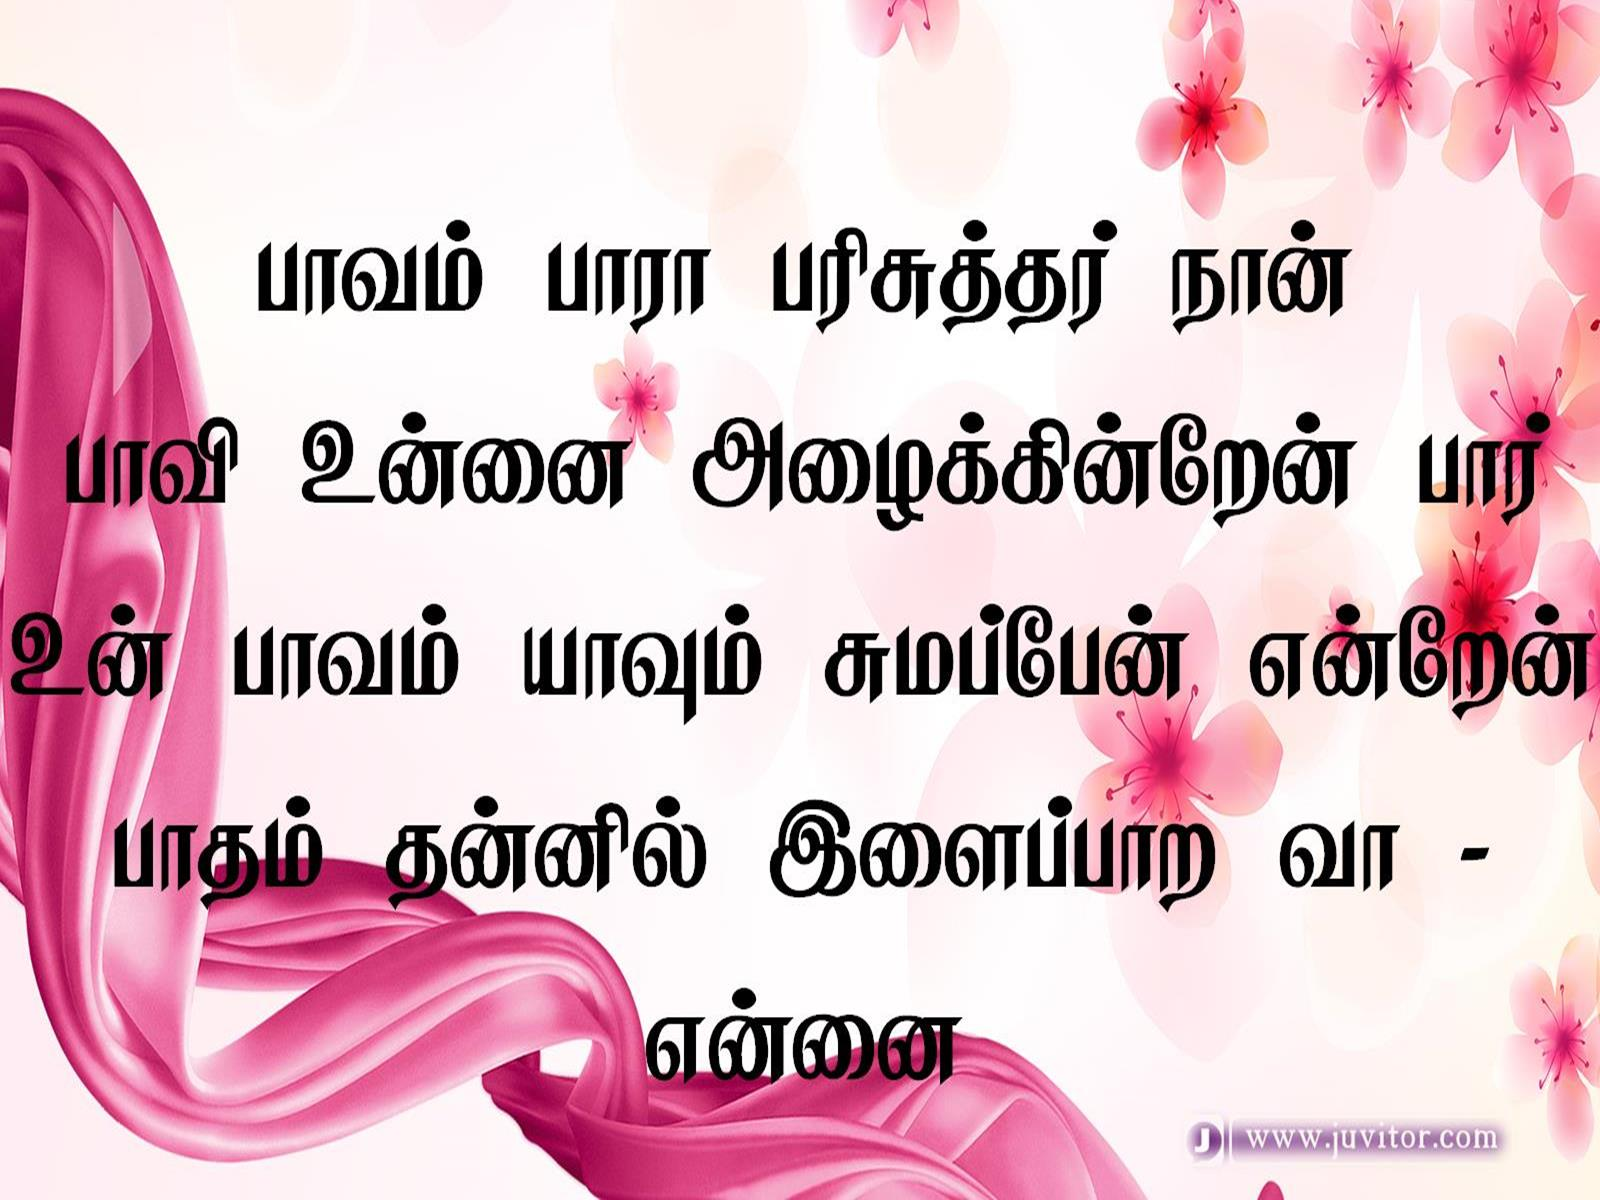 பாவம் பாரா பரிசுத்தர் நான்
பாவி உன்னை அழைக்கின்றேன் பார்
உன் பாவம் யாவும் சுமப்பேன் என்றேன்
பாதம் தன்னில் இளைப்பாற வா -
என்னை
J www.juvitor.com